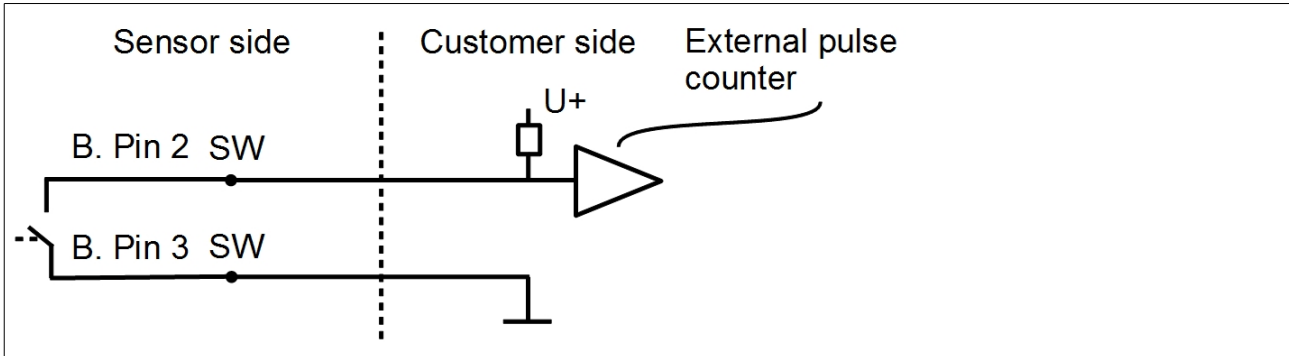 Sensor side
Customer side
External pulse
counter
U+
B. Pin 2 SW
B. Pin 3 SW